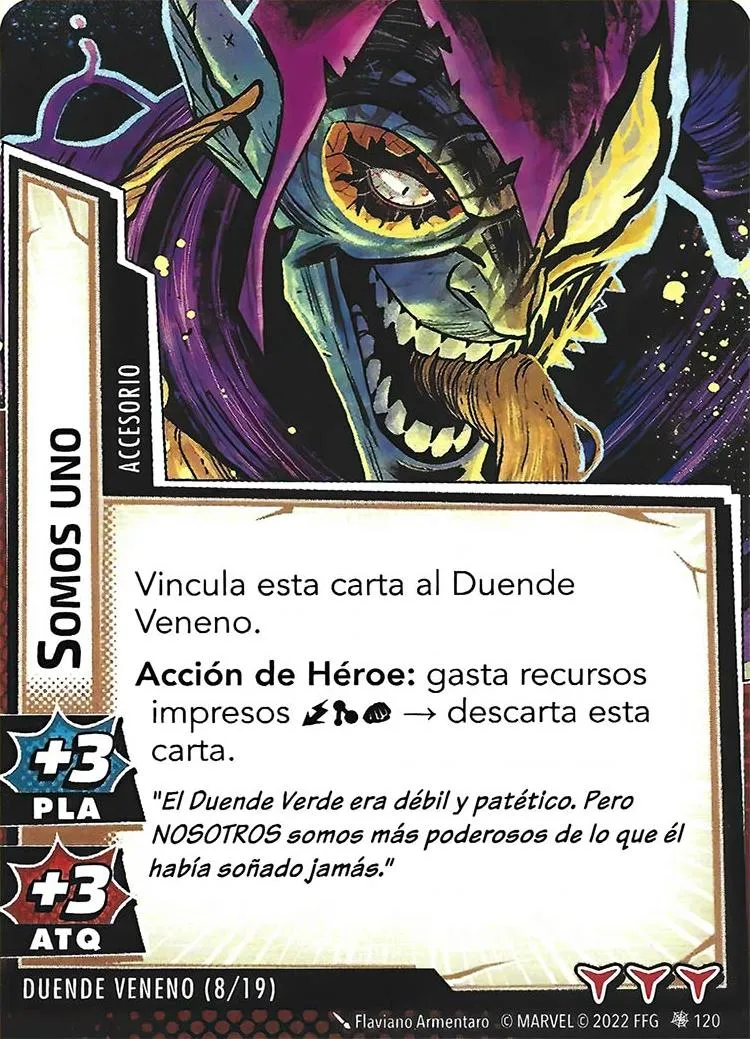 ACCESORIO
SOMOS UNO
Vincula esta carta al Duende
Veneno.
Acción de Héroe: gasta recursos
impresos → descarta esta
carta.
"El Duende Verde era débil y patético. Pero
NOSOTROS somos más poderosos de lo que él
había soñado jamás."
+3
PLA
+3
ATQ
DUENDE VENENO (8/19)
Flaviano Armentaro © MARVEL © 2022 FFG 120